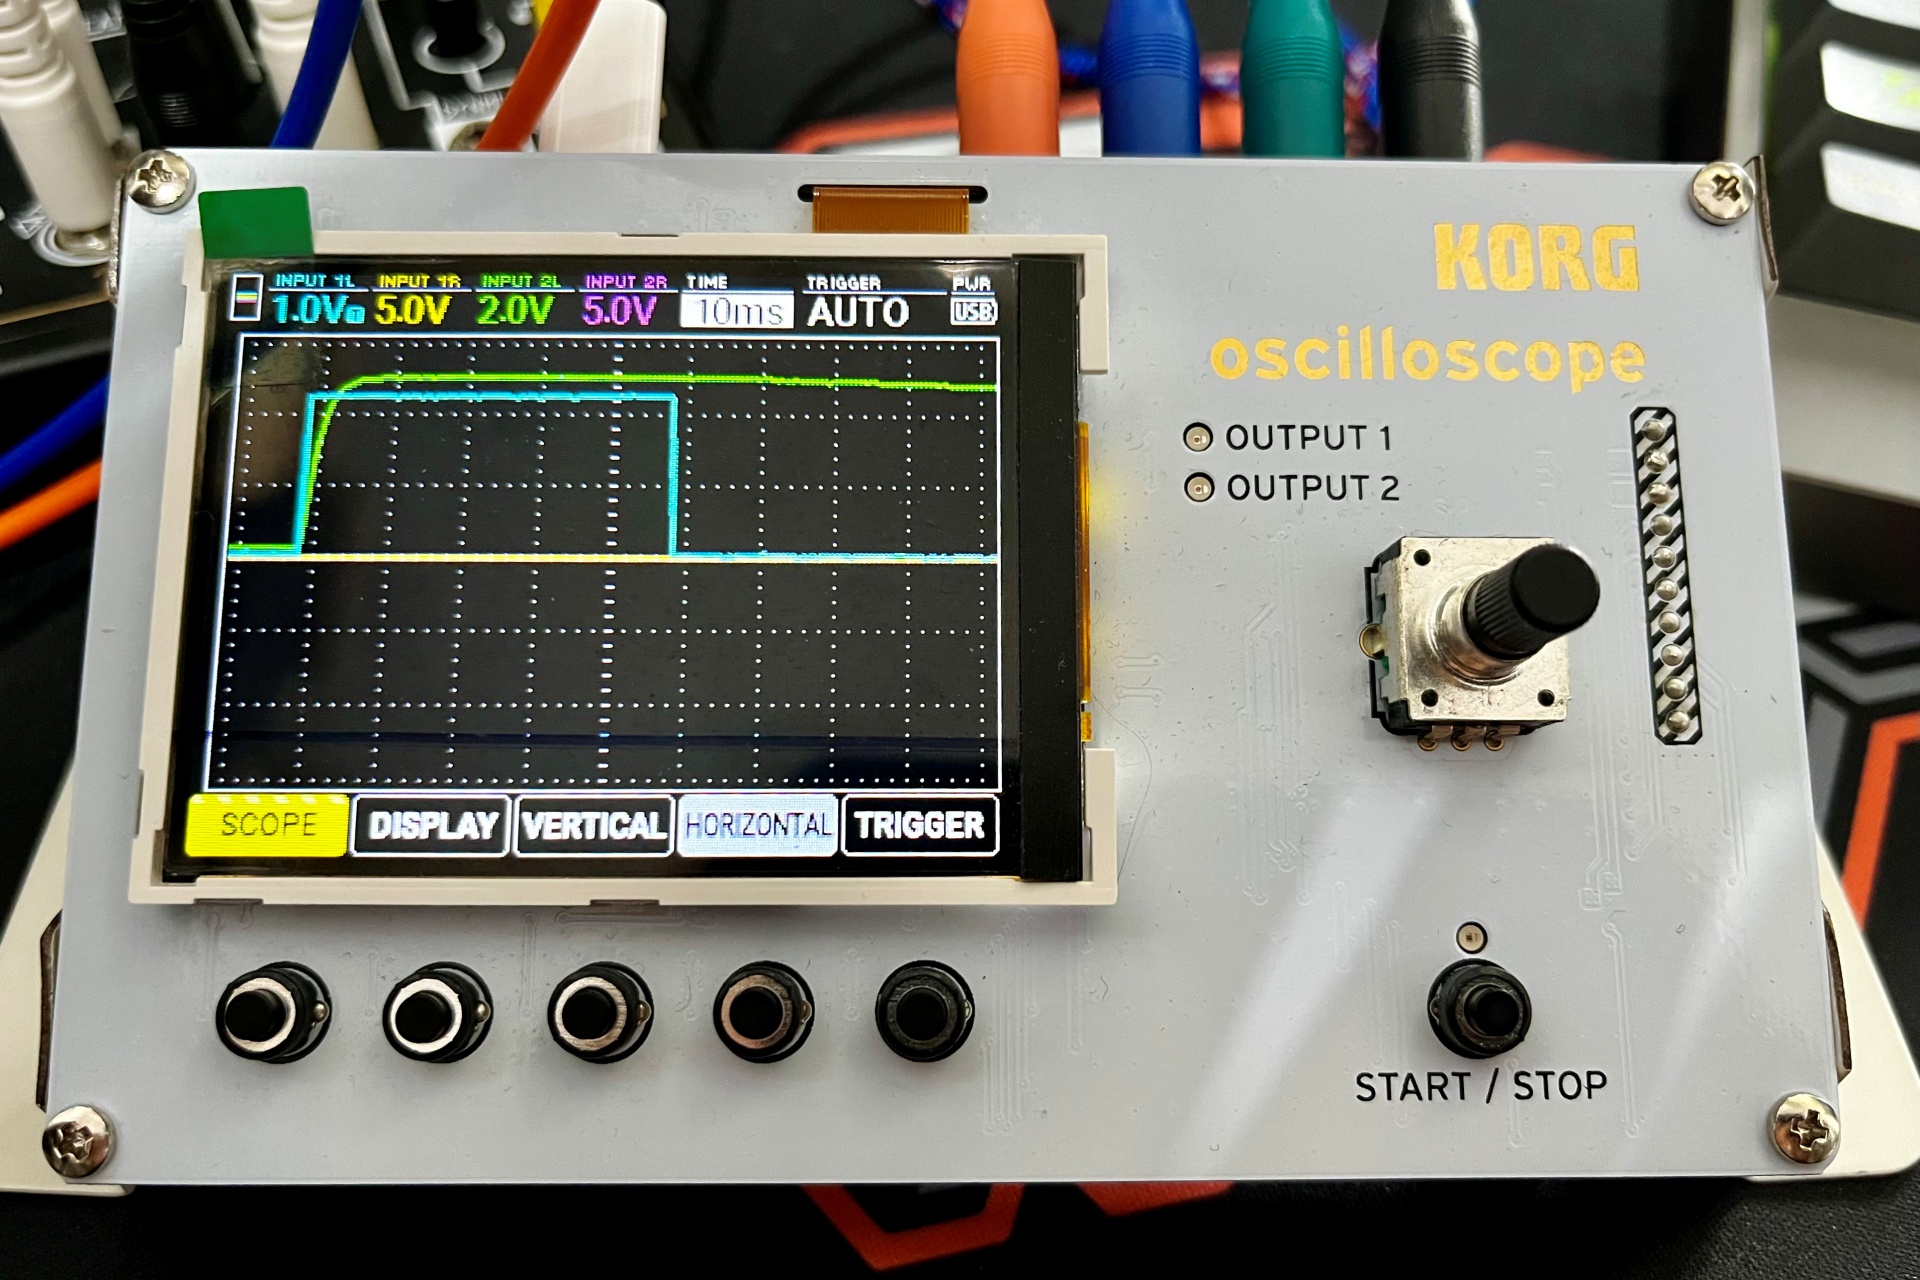 KORG
oscilloscope
INPUT 1L INPUT 1R INPUT 2L INPUT 2R TIME TRIGGER PWR
1.0V 5.0V 2.0V 5.0V 10ms AUTO USB
OUTPUT 1
OUTPUT 2
SCOPE DISPLAY VERTICAL HORIZONTAL TRIGGER
START / STOP